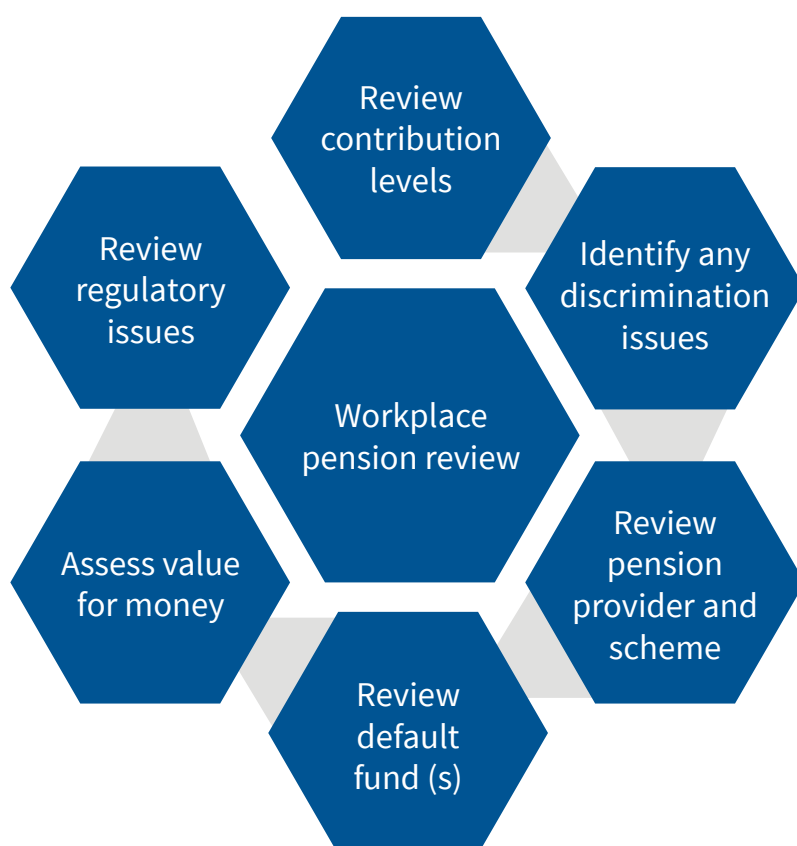 Review
contribution
levels
Identify any
discrimination
issues
Review
pension
provider and
scheme
Review
default
fund (s)
Assess value
for money
Review
regulatory
issues
Workplace
pension review